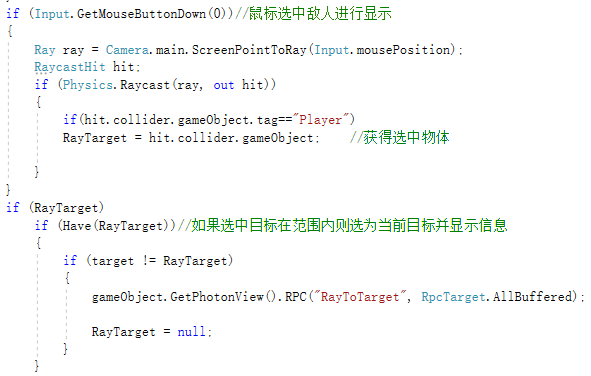 if (Input.GetMouseButtonDown(0))//鼠标选中敌人进行显示
{
Ray ray = Camera.main.ScreenPointToRay(Input.mousePosition);
RaycastHit hit;
if (Physics.Raycast(ray, out hit))
{
if(hit.collider.gameObject.tag=="Player")
RayTarget = hit.collider.gameObject;    //获得选中物体
}
}
if (RayTarget)
if (Have(RayTarget))//如果选中目标在范围内则选为当前目标并显示信息
{
if (target != RayTarget)
{
gameObject.GetPhotonView().RPC("RayToTarget", RpcTarget.AllBuffered);
RayTarget = null;
}
}